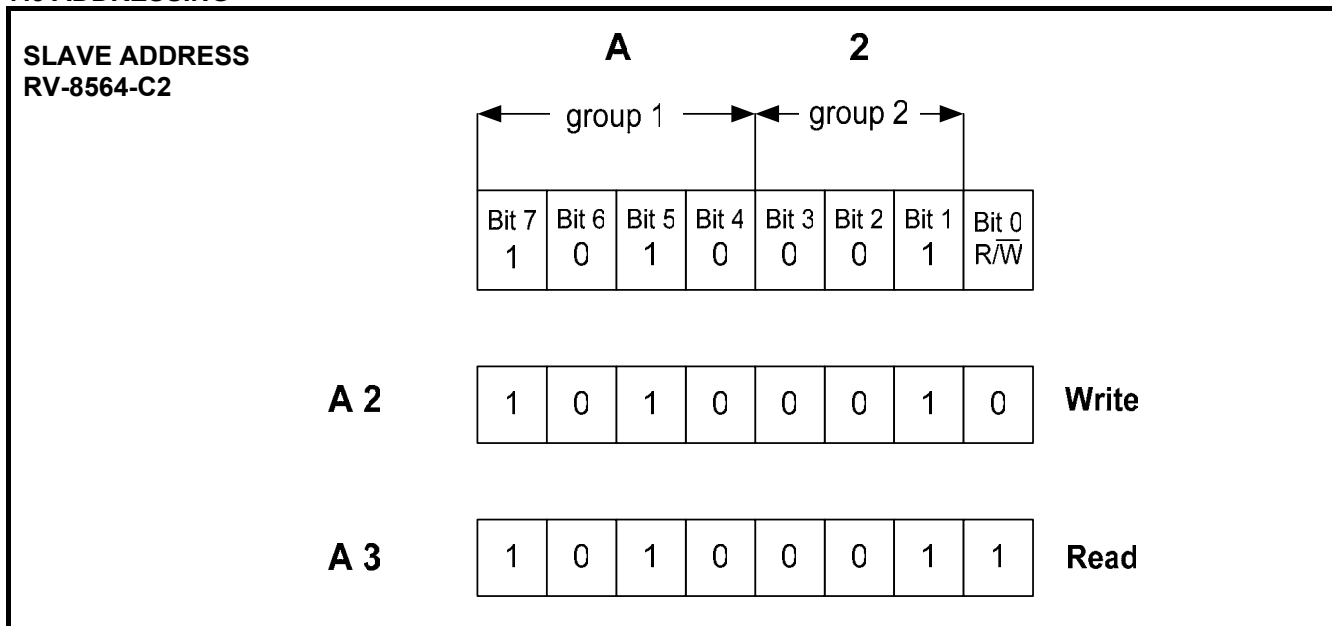 SLAVE ADDRESS
RV-8564-C2
A 2
group 1 group 2
Bit 7 Bit 6 Bit 5 Bit 4 Bit 3 Bit 2 Bit 1 Bit 0
1 0 1 0 0 0 1 R/W̅
A 2 1 0 1 0 0 0 1 0 Write
A 3 1 0 1 0 0 0 1 1 Read